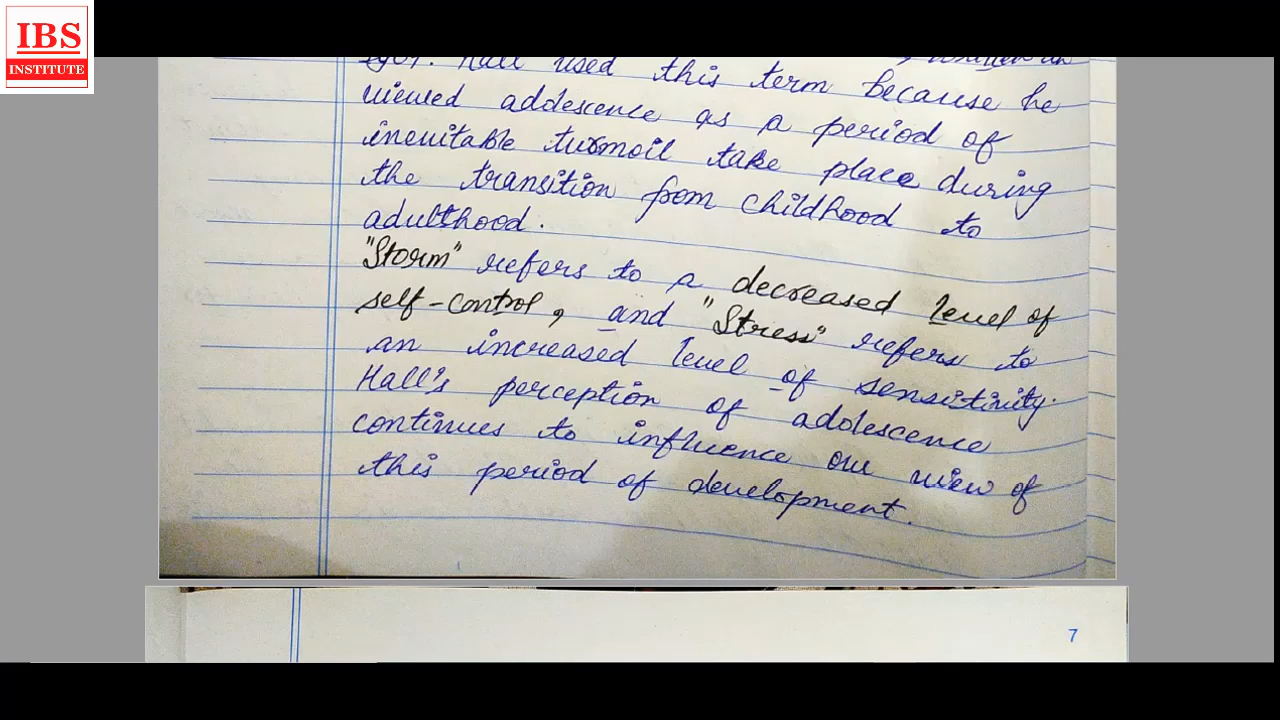 IBS
INSTITUTE
Hall used this term because he
viewed adolescence as a period of
inevitable turmoil take place during
the transition from childhood to
adulthood.
"Storm" refers to a decreased level of
self-control, and "Stress" refers to
an increased level of sensitivity.
Hall's perception of adolescence
continues to influence our view of
this period of development.
7